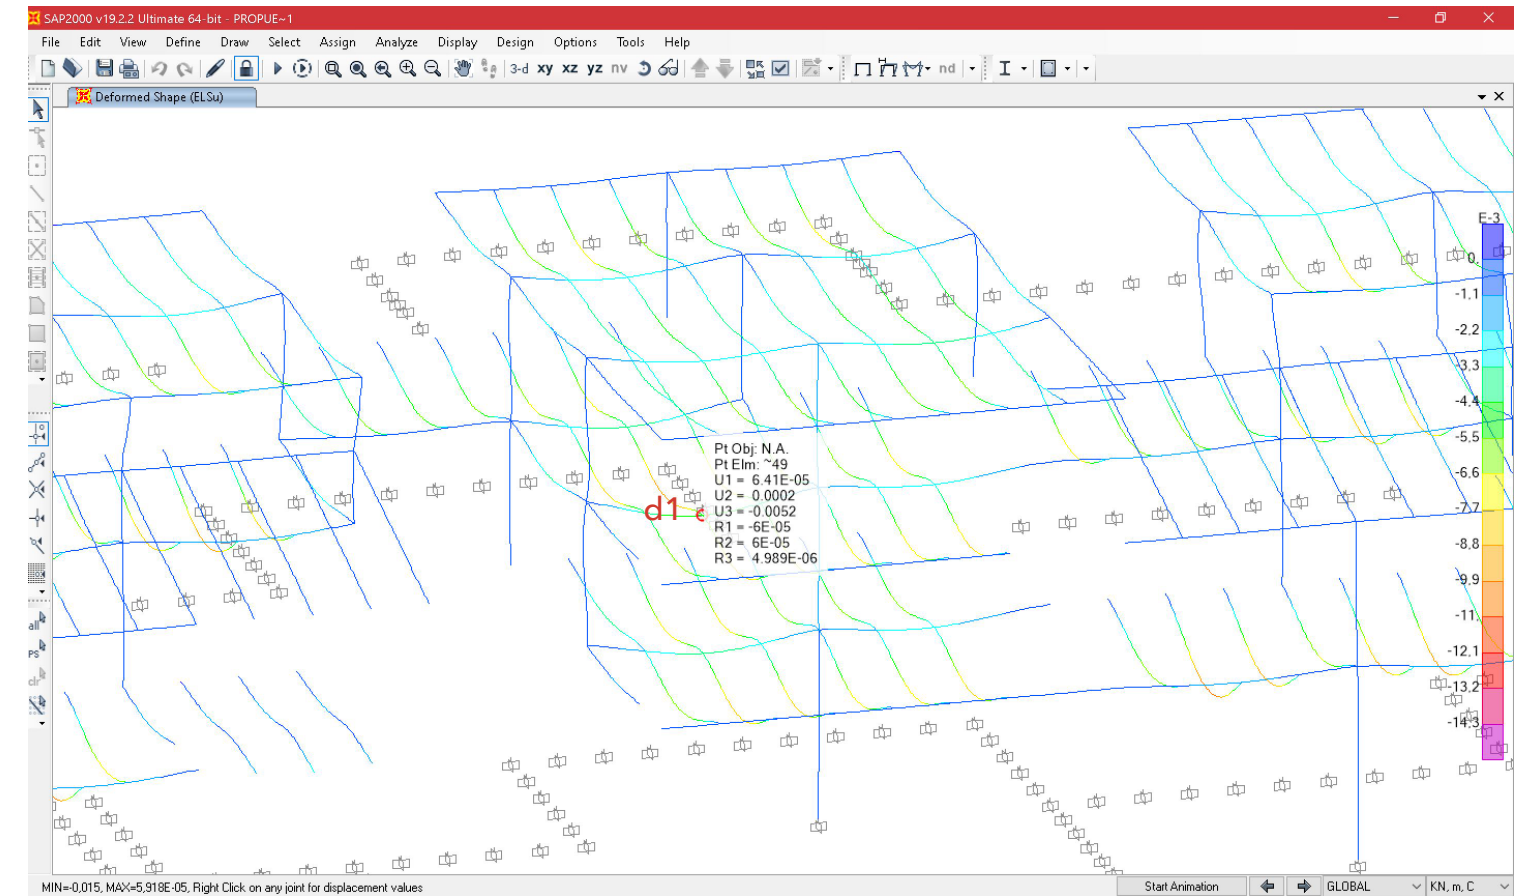 SAP2000 v19.2.2 Ultimate 64-bit - PROPUE~1
File Edit View Define Draw Select Assign Analyze Display Design Options Tools Help
3-d xy xz yz nv nd
Deformed Shape (ELSu)
E-3
0,
-1,1
-2,2
-3,3
-4,4
-5,5
-6,6
-7,7
-8,8
-9,9
-11,
-12,1
-13,2
-14,3
Pt Obj: N.A.
Pt Elm: ~49
U1 = 6.41E-05
U2 = 0.0002
U3 = -0.0052
R1 = -6E-05
R2 = 6E-05
R3 = 4.989E-06
d1
all
PS
clr
MIN=-0,015, MAX=5,918E-05, Right Click on any joint for displacement values
Start Animation
GLOBAL
KN, m, C